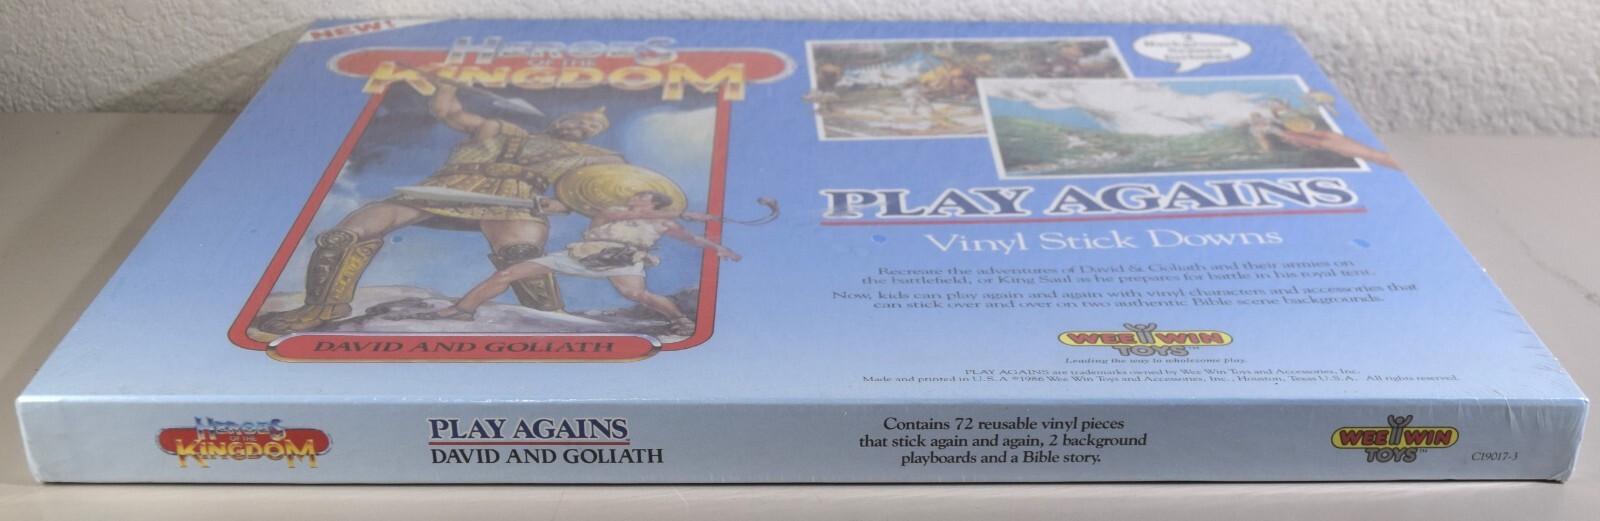 NEW!
HEROES
OF THE
KINGDOM
DAVID AND GOLIATH
2
Background
PLAY AGAINS
Vinyl Stick Downs
Recreate the adventures of David & Goliath and their armies on
the battlefield, or King Saul as he prepares for battle in his royal tent.
Now, kids can play again and again with vinyl characters and accessories that
can stick over and over on two authentic Bible scene backgrounds.
WEE WIN
TOYS™
Leading the way in wholesome play.
PLAY AGAINS are trademarks owned by Wee Win Toys and Accessories, Inc.
Made and printed in U.S.A ©1986 Wee Win Toys and Accessories, Inc., Houston, Texas U.S.A. All rights reserved.
HEROES
OF THE
KINGDOM
PLAY AGAINS™
DAVID AND GOLIATH
Contains 72 reusable vinyl pieces
that stick again and again, 2 background
playboards and a Bible story.
WEE WIN
TOYS™
C19017-3